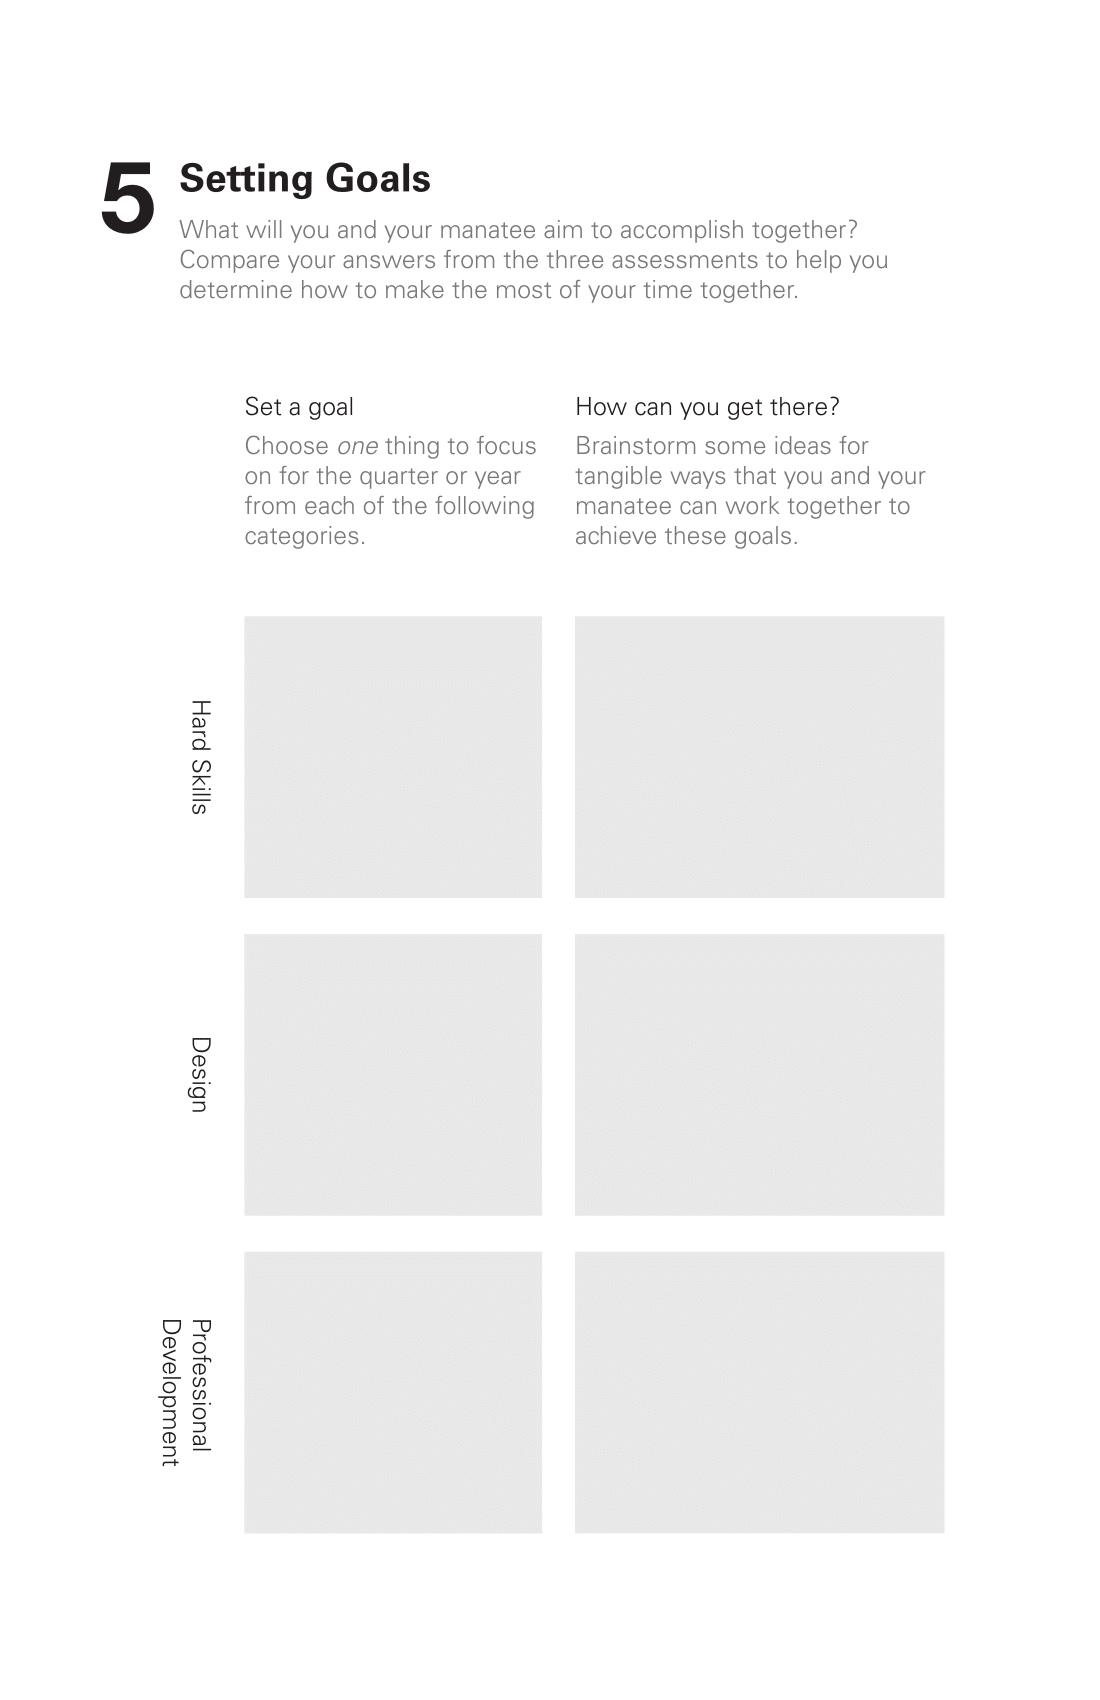 5
Setting Goals
What will you and your manatee aim to accomplish together?
Compare your answers from the three assessments to help you
determine how to make the most of your time together.
Set a goal
Choose one thing to focus
on for the quarter or year
from each of the following
categories.
How can you get there?
Brainstorm some ideas for
tangible ways that you and your
manatee can work together to
achieve these goals.
Hard Skills
Design
Professional
Development